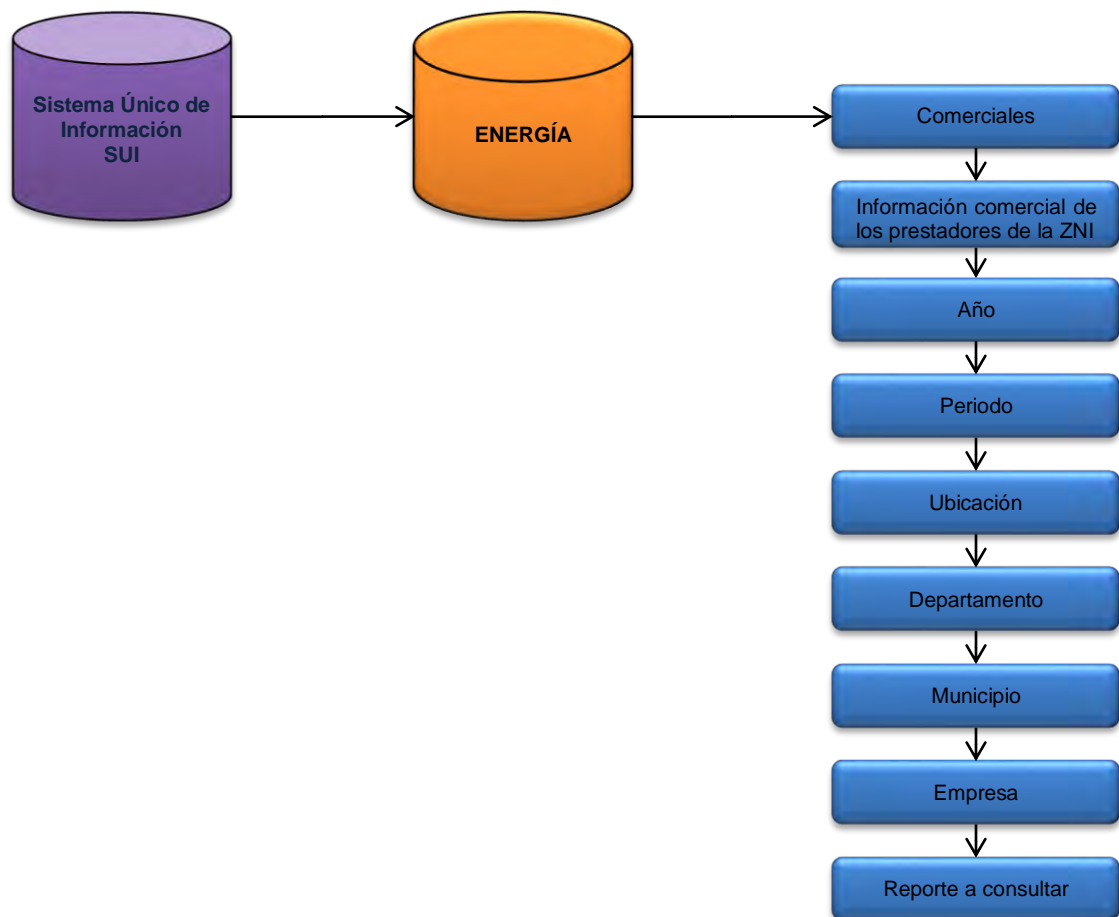 Sistema Único de
Información
SUI
ENERGÍA
Comerciales
Información comercial de
los prestadores de la ZNI
Año
Periodo
Ubicación
Departamento
Municipio
Empresa
Reporte a consultar